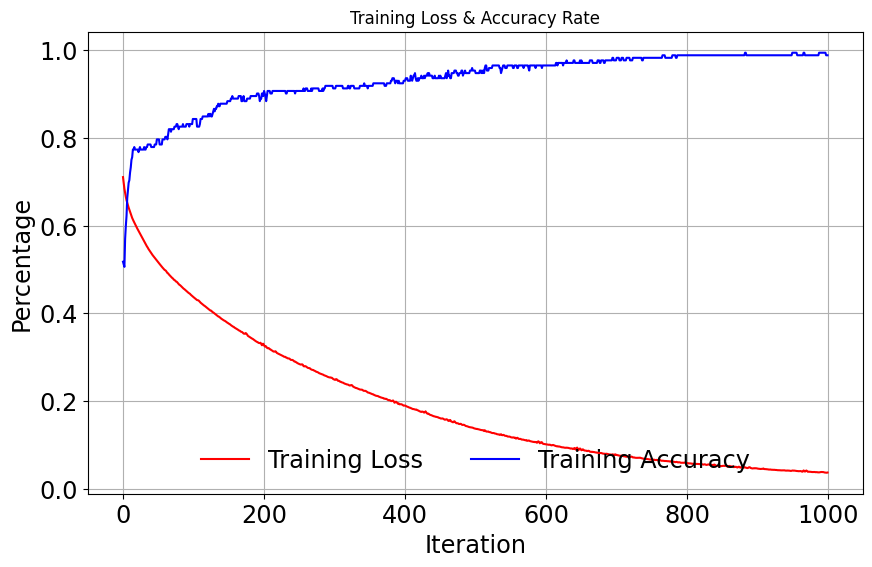 Training Loss & Accuracy Rate
1.0
0.8
0.6
0.4
0.2
0.0
Percentage
Training Loss
Training Accuracy
0 200 400 600 800 1000
Iteration